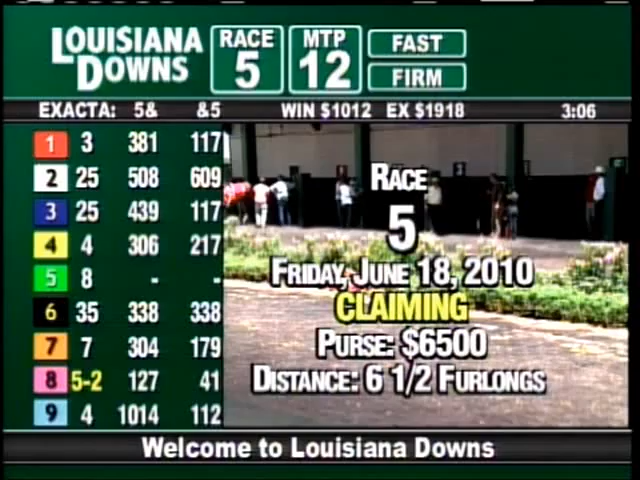 LOUISIANA DOWNS
RACE 5
MTP 12
FAST
FIRM
EXACTA: 5& &5 WIN $1012 EX $1918 3:06
1 3 381 117
2 25 508 609
3 25 439 117
4 4 306 217
5 8 - -
6 35 338 338
7 7 304 179
8 5-2 127 41
9 4 1014 112
RACE
5
FRIDAY, JUNE 18, 2010
CLAIMING
PURSE: $6500
DISTANCE: 6 1/2 FURLONGS
Welcome to Louisiana Downs